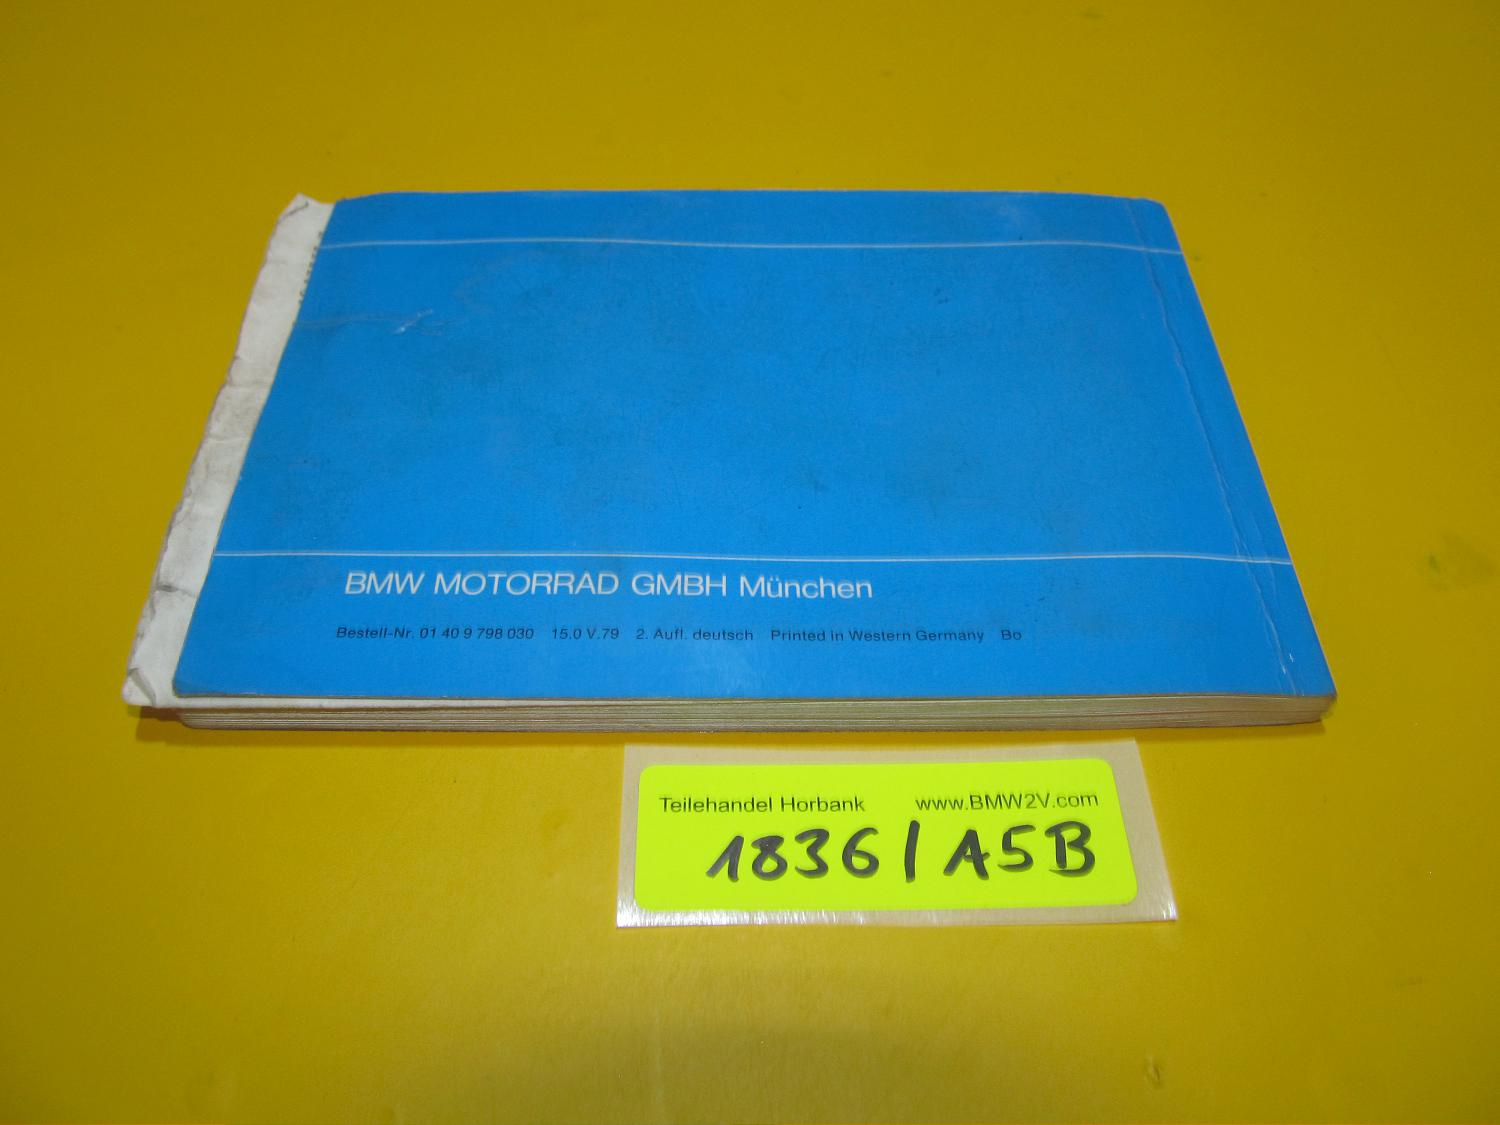 BMW MOTORRAD GMBH München
Bestell-Nr. 01 40 9 798 030 15.0 V.79 2. Aufl. deutsch Printed in Western Germany Bo
Teilehandel Horbank www.BMW2V.com
1836 / A5B